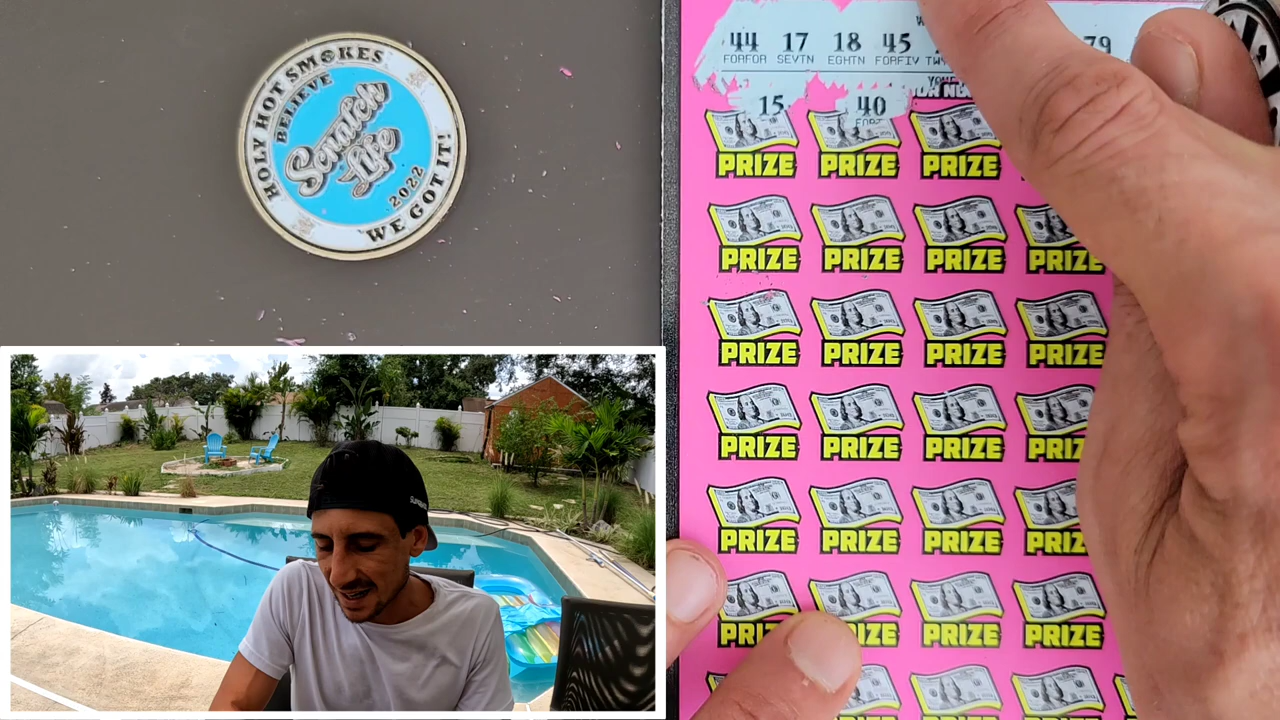 HOLY HOT SMOKES
BELIEVE
Scratch
Life
2022
WE GOT IT!
44 17 18 45 79
FORFOR SEVTN EGHTN FORFIV
15 40
PRIZE PRIZE PRIZE
PRIZE PRIZE PRIZE PRIZE
PRIZE PRIZE PRIZE PRIZE
PRIZE PRIZE PRIZE PRIZE
PRIZE PRIZE PRIZE PRIZE
PRIZE PRIZE PRIZE PRIZE